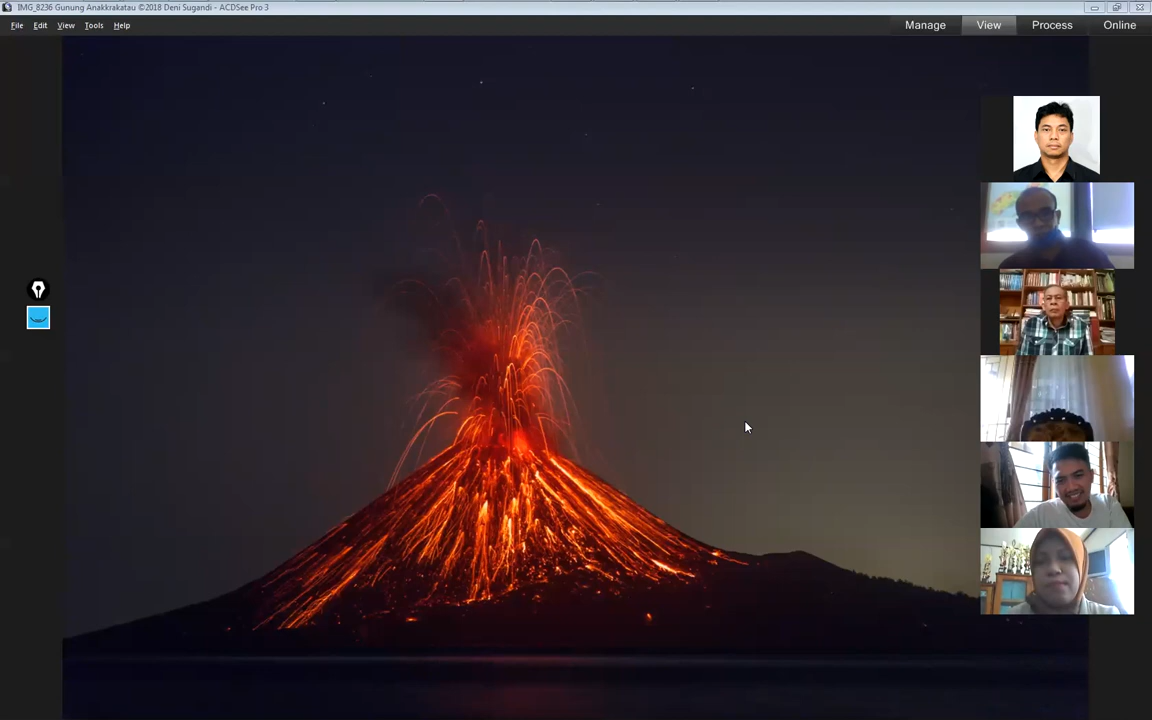 IMG_8236 Gunung Anakkrakatau ©2018 Deni Sugandi - ACDSee Pro 3
File Edit View Tools Help
Manage View Process Online